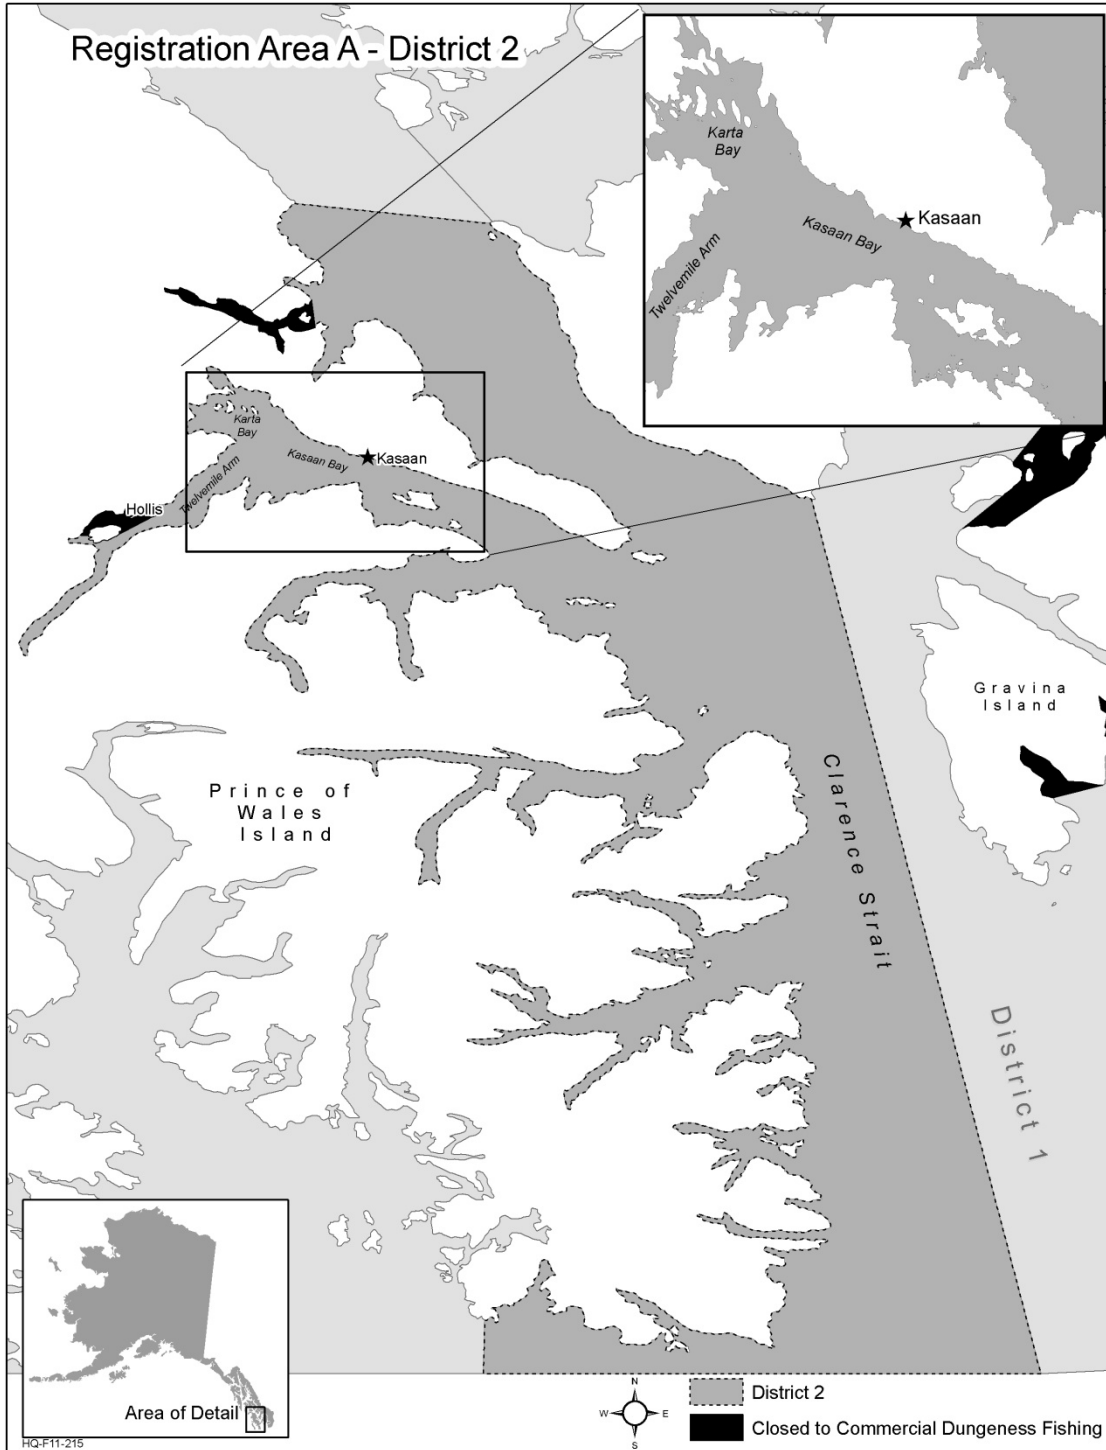 Registration Area A - District 2
Karta
Bay
Kasaan
Kasaan Bay
Twelvemile Arm
Karta
Bay
Kasaan Bay
Kasaan
Twelvemile Arm
Hollis
Gravina
Island
Prince of
Wales
Island
Clarence Strait
District 1
Area of Detail
N
W
E
S
District 2
Closed to Commercial Dungeness Fishing
HQ-F11-215